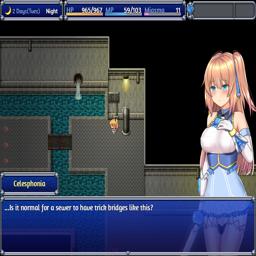 2 Days(Tues) Night HP 965/967 MP 59/103 Miasma 11
Celesphonia
...Is it normal for a sewer to have trick bridges like this?